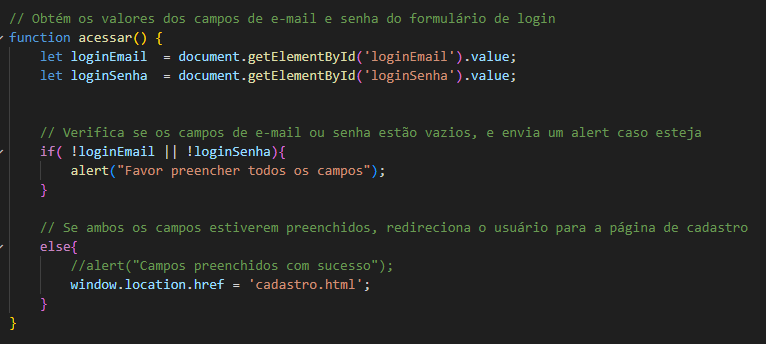 // Obtém os valores dos campos de e-mail e senha do formulário de login
function acessar() {
let loginEmail  = document.getElementById('loginEmail').value;
let loginSenha  = document.getElementById('loginSenha').value;
// Verifica se os campos de e-mail ou senha estão vazios, e envia um alert caso esteja
if( !loginEmail || !loginSenha){
alert("Favor preencher todos os campos");
}
// Se ambos os campos estiverem preenchidos, redireciona o usuário para a página de cadastro
else{
//alert("Campos preenchidos com sucesso");
window.location.href = 'cadastro.html';
}
}